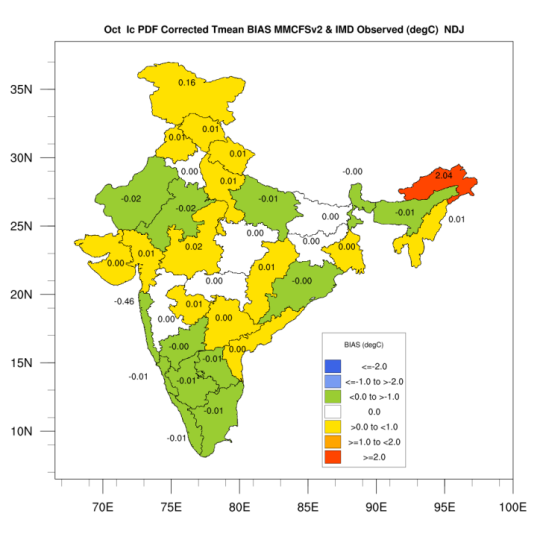 Oct Ic PDF Corrected Tmean BIAS MMCFSv2 & IMD Observed (degC) NDJ
35N
30N
25N
20N
15N
10N
0.16
0.01
0.01
0.00
0.01
0.01
-0.00
2.04
-0.02
-0.02
-0.01
0.00
-0.01
0.01
0.00
0.00
0.00
0.02
0.01
0.00
0.01
0.00
-0.00
-0.46
0.01
0.00
0.00
-0.00
0.00
-0.01
-0.01
-0.01
-0.01
-0.01
BIAS (degC)
<=-2.0
<=-1.0 to >-2.0
<0.0 to >-1.0
0.0
>0.0 to <1.0
>=1.0 to <2.0
>=2.0
70E 75E 80E 85E 90E 95E 100E